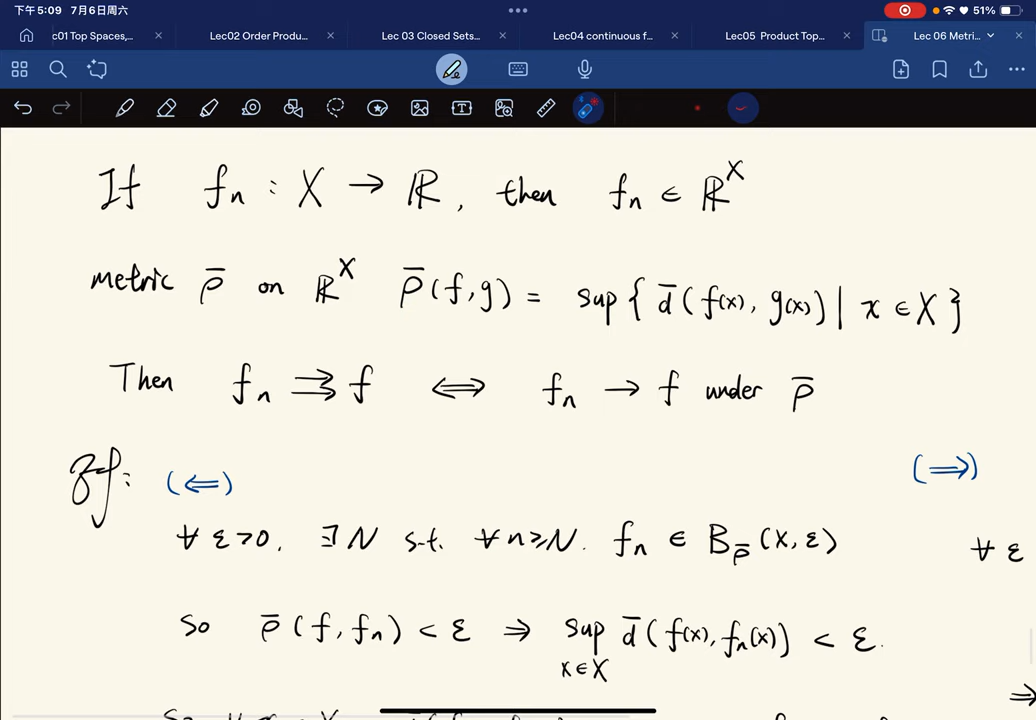 下午5:09 7月6日周六 51%
c01 Top Spaces,... Lec02 Order Produ... Lec 03 Closed Sets... Lec04 continuous f... Lec05 Product Top... Lec 06 Metri...
If fₙ : X → ℝ, then fₙ ∈ ℝ^X
metric ρ̄ on ℝ^X ρ̄(f,g) = sup { d̄(f(x), g(x)) | x ∈ X }
Then fₙ ⇉ f ⟺ fₙ → f under ρ̄
pf: (⇐) (⇒)
∀ ε>0, ∃ N s.t. ∀ n≥N. fₙ ∈ B_ρ̄(X, ε) ∀ ε
So ρ̄(f, fₙ) < ε ⇒ sup_{x∈X} d̄(f(x), fₙ(x)) < ε.
⇒